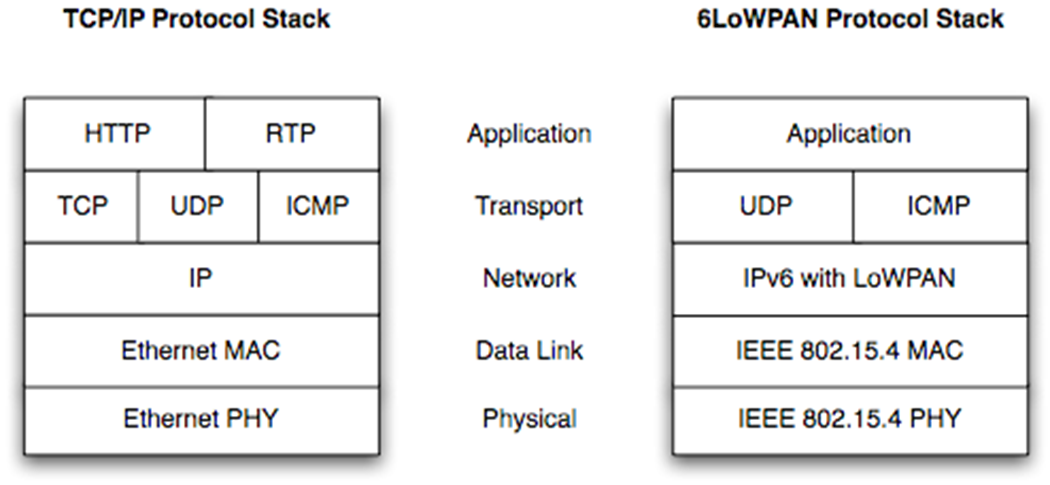 TCP/IP Protocol Stack
6LoWPAN Protocol Stack
HTTP
RTP
Application
Application
TCP
UDP
ICMP
Transport
UDP
ICMP
IP
Network
IPv6 with LoWPAN
Ethernet MAC
Data Link
IEEE 802.15.4 MAC
Ethernet PHY
Physical
IEEE 802.15.4 PHY